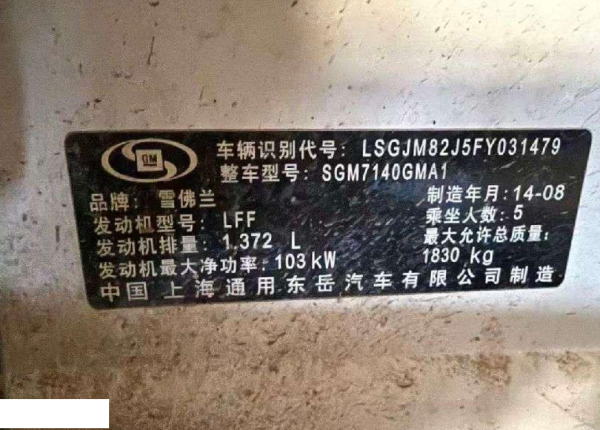 GM
车辆识别代号: LSGJM82J5FY031479
整车型号: SGM7140GMA1
品牌: 雪佛兰
制造年月: 14-08
发动机型号: LFF
乘坐人数: 5
发动机排量: 1.372 L
最大允许总质量:
1830 kg
发动机最大净功率: 103 kW
中国上海通用东岳汽车有限公司制造